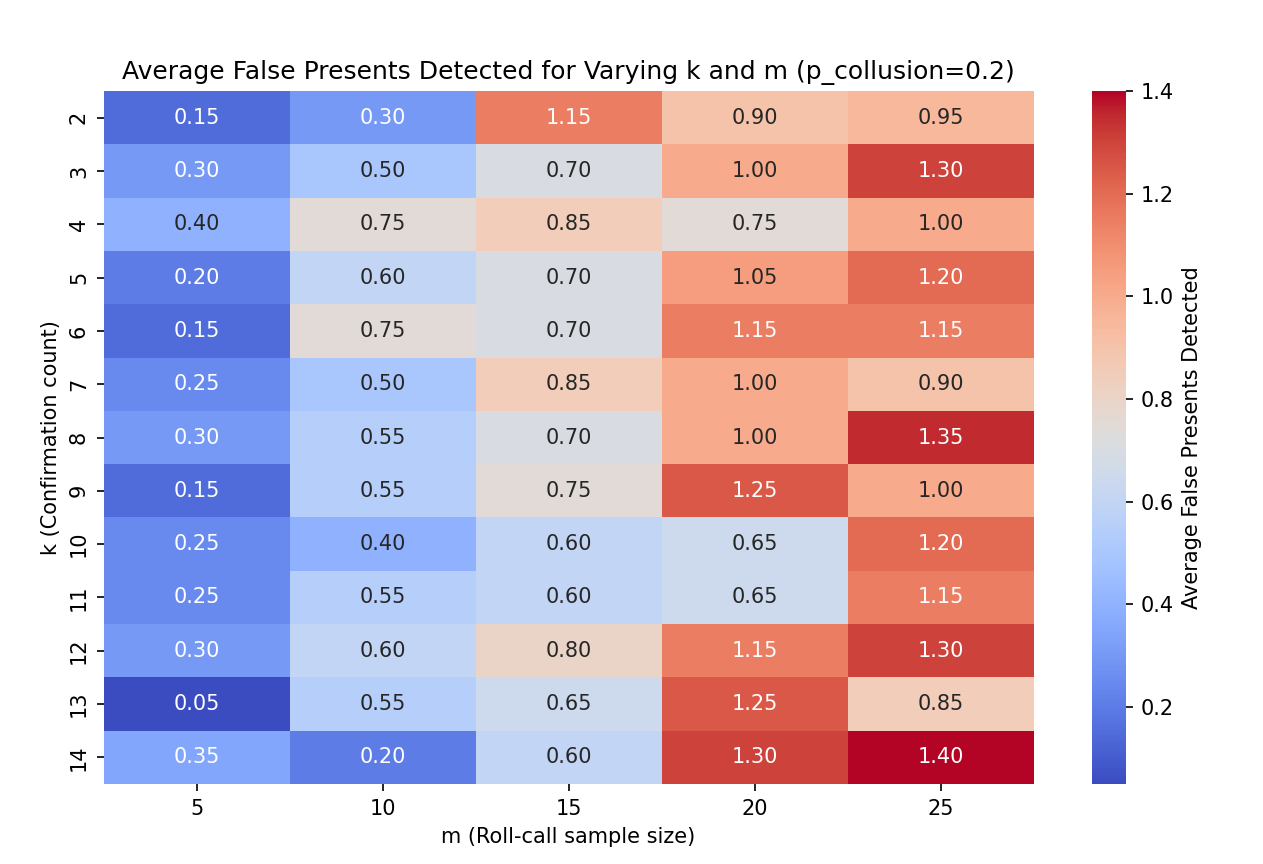 Average False Presents Detected for Varying k and m (p_collusion=0.2)
2 0.15 0.30 1.15 0.90 0.95
3 0.30 0.50 0.70 1.00 1.30
4 0.40 0.75 0.85 0.75 1.00
5 0.20 0.60 0.70 1.05 1.20
6 0.15 0.75 0.70 1.15 1.15
7 0.25 0.50 0.85 1.00 0.90
8 0.30 0.55 0.70 1.00 1.35
9 0.15 0.55 0.75 1.25 1.00
10 0.25 0.40 0.60 0.65 1.20
11 0.25 0.55 0.60 0.65 1.15
12 0.30 0.60 0.80 1.15 1.30
13 0.05 0.55 0.65 1.25 0.85
14 0.35 0.20 0.60 1.30 1.40
5 10 15 20 25
m (Roll-call sample size)
k (Confirmation count)
1.4
1.2
1.0
0.8
0.6
0.4
0.2
Average False Presents Detected